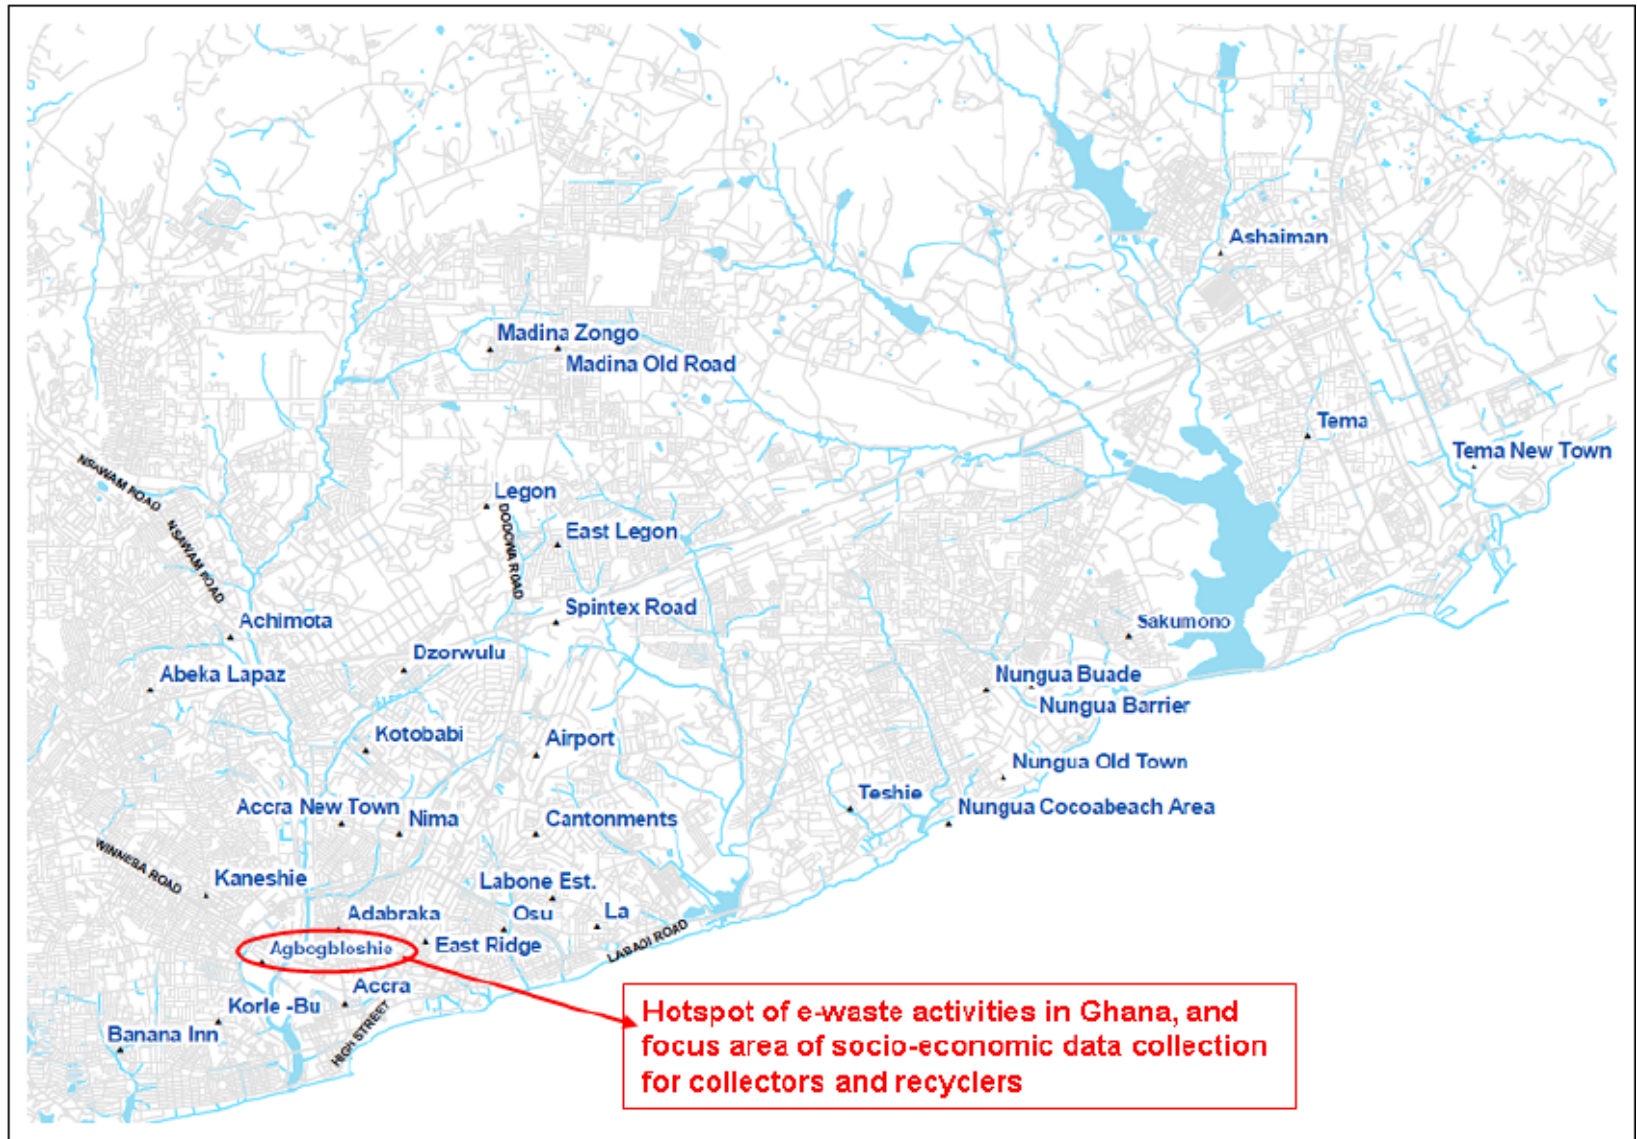 Ashaiman
Madina Zongo
Madina Old Road
Tema
Tema New Town
NSAWAM ROAD
Legon
NSAWAM ROAD
DODOWA ROAD
East Legon
Spintex Road
Achimota
Sakumono
Dzorwulu
Abeka Lapaz
Nungua Buade
Nungua Barrier
Kotobabi
Airport
Nungua Old Town
Teshie
Accra New Town
Nima
Cantonments
Nungua Cocoabeach Area
WINNEBA ROAD
Kaneshie
Labone Est.
Adabraka
Osu
La
East Ridge
Agbogbloshie
LABADI ROAD
Accra
Korle -Bu
HIGH STREET
Banana Inn
Hotspot of e-waste activities in Ghana, and
focus area of socio-economic data collection
for collectors and recyclers